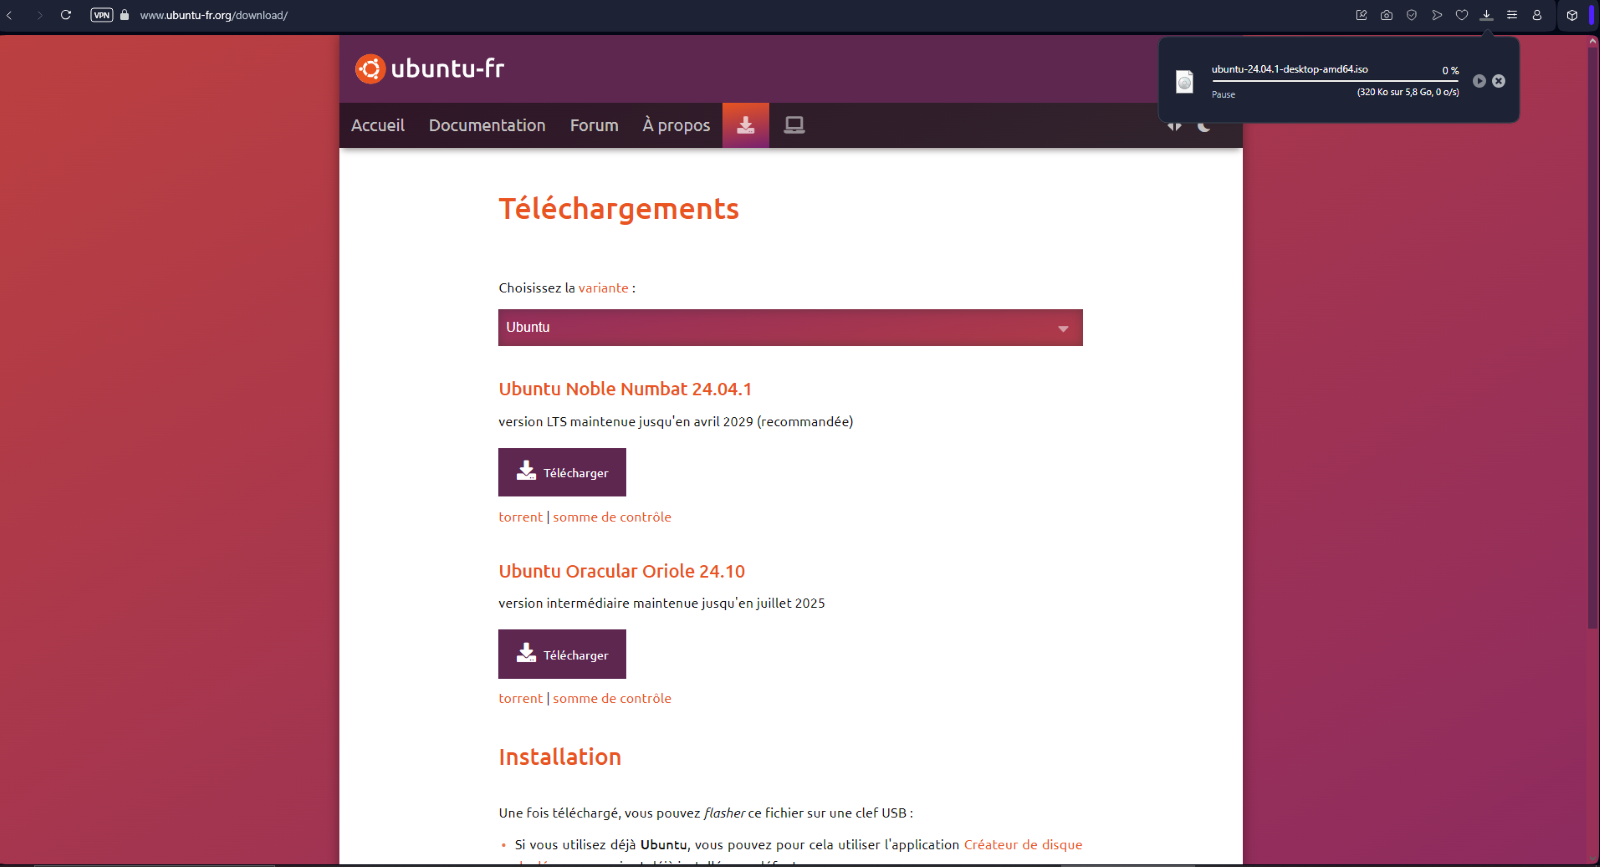 VPN www.ubuntu-fr.org/download/
ubuntu-fr
ubuntu-24.04.1-desktop-amd64.iso 0 %
Pause (320 Ko sur 5,8 Go, 0 o/s)
Accueil Documentation Forum À propos
Téléchargements
Choisissez la variante :
Ubuntu
Ubuntu Noble Numbat 24.04.1
version LTS maintenue jusqu'en avril 2029 (recommandée)
Télécharger
torrent | somme de contrôle
Ubuntu Oracular Oriole 24.10
version intermédiaire maintenue jusqu'en juillet 2025
Télécharger
torrent | somme de contrôle
Installation
Une fois téléchargé, vous pouvez flasher ce fichier sur une clef USB :
• Si vous utilisez déjà Ubuntu, vous pouvez pour cela utiliser l'application Créateur de disque